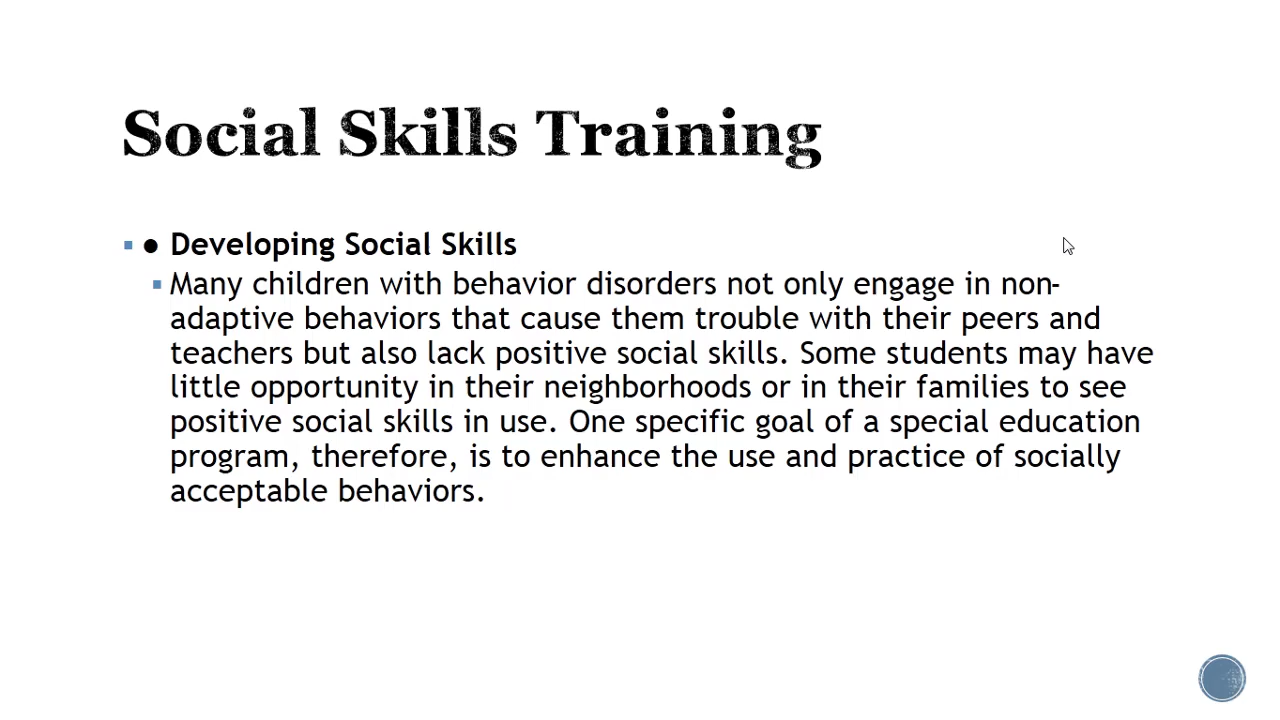 Social Skills Training
▪ ● Developing Social Skills
▪ Many children with behavior disorders not only engage in non-
adaptive behaviors that cause them trouble with their peers and
teachers but also lack positive social skills. Some students may have
little opportunity in their neighborhoods or in their families to see
positive social skills in use. One specific goal of a special education
program, therefore, is to enhance the use and practice of socially
acceptable behaviors.